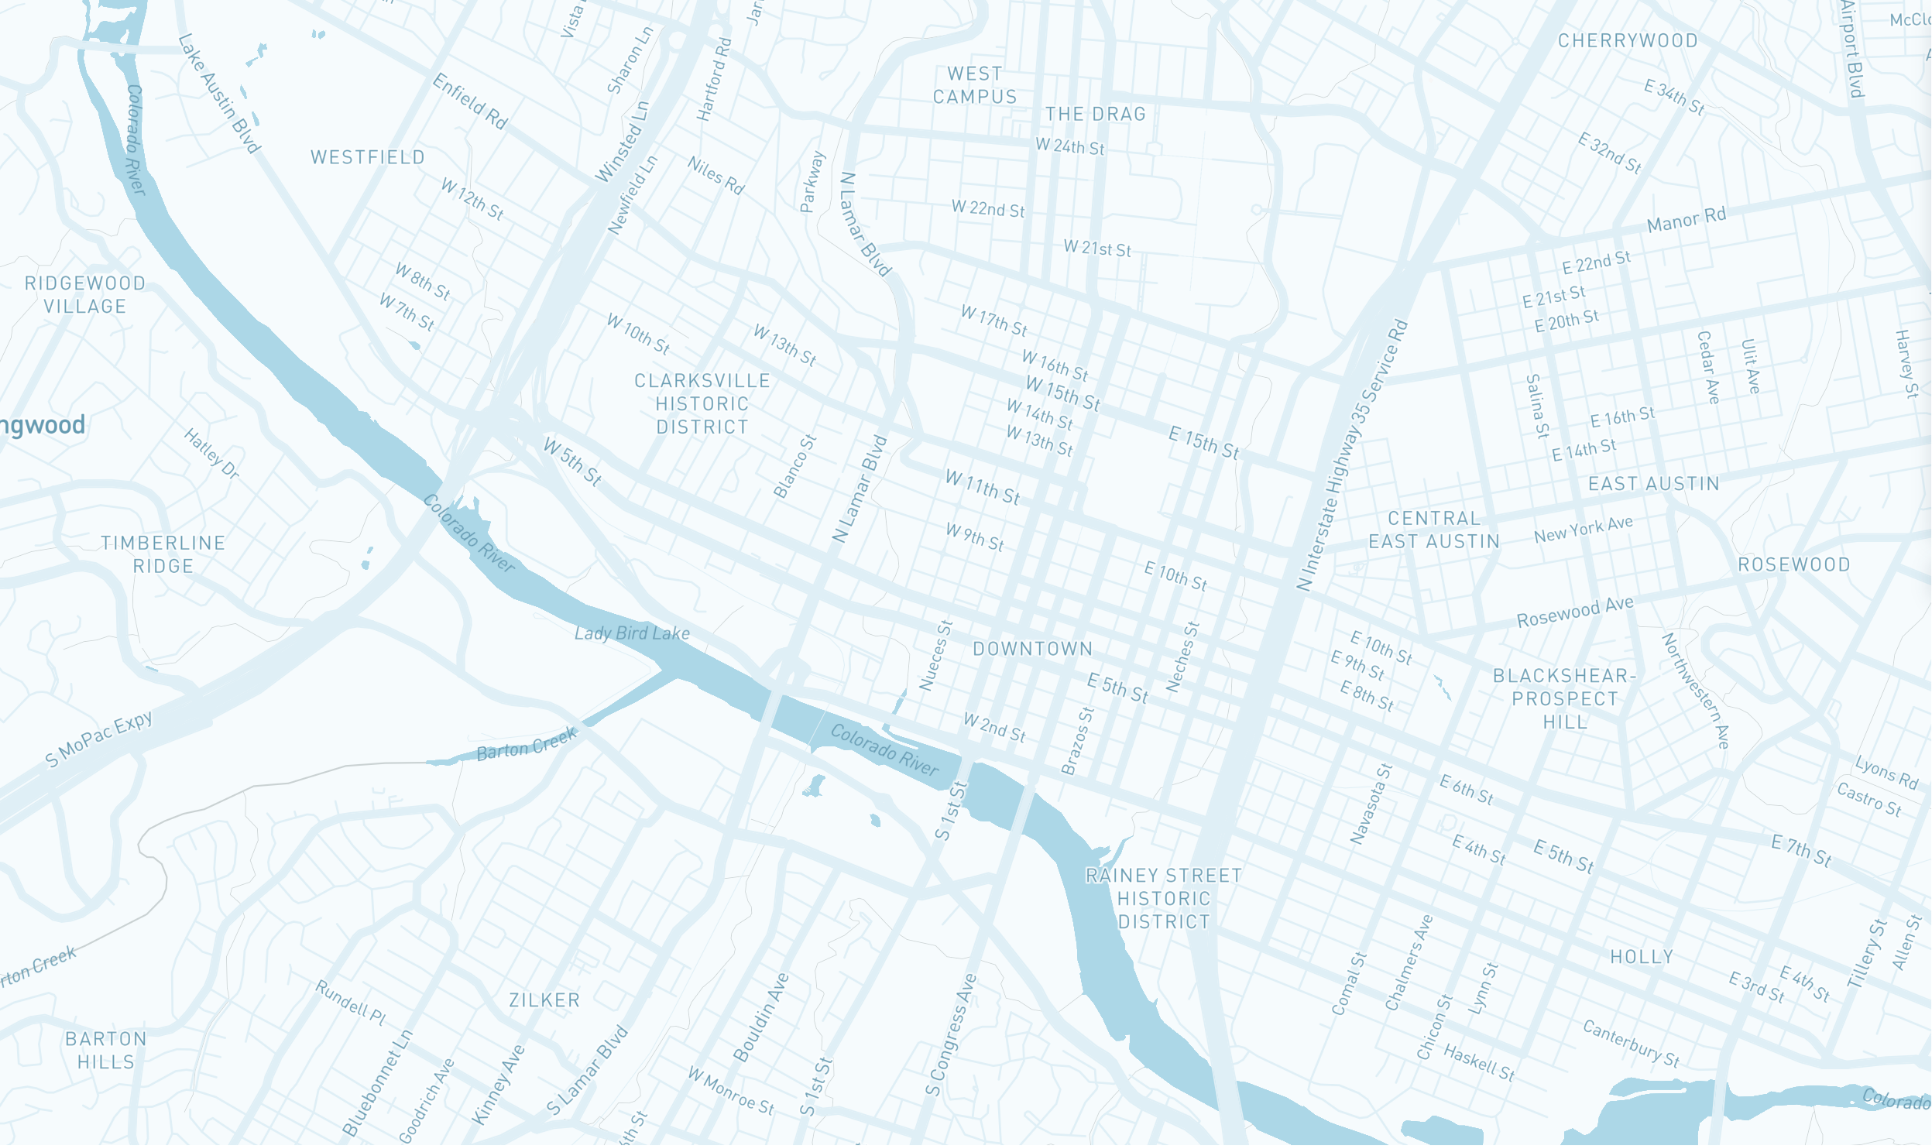 CHERRYWOOD
Airport Blvd
Lake Austin Blvd
Sharon Ln
Hartford Rd
WEST
CAMPUS
Enfield Rd
E 34th St
THE DRAG
Colorado River
WESTFIELD
Winsted Ln
W 24th St
E 32nd St
Niles Rd
Parkway
W 12th St
Newfield Ln
N Lamar Blvd
W 22nd St
Manor Rd
W 21st St
E 22nd St
RIDGEWOOD
VILLAGE
W 8th St
W 7th St
E 21st St
E 20th St
W 10th St
W 13th St
W 17th St
N Interstate Highway 35 Service Rd
Cedar Ave
Ulit Ave
Harvey St
W 16th St
CLARKSVILLE
HISTORIC
DISTRICT
W 15th St
Salina St
W 14th St
E 16th St
ngwood
W 13th St
E 15th St
E 14th St
Hatley Dr
W 5th St
Blanco St
N Lamar Blvd
W 11th St
EAST AUSTIN
CENTRAL
EAST AUSTIN
Colorado River
W 9th St
New York Ave
TIMBERLINE
RIDGE
E 10th St
ROSEWOOD
Rosewood Ave
Lady Bird Lake
Nueces St
DOWNTOWN
Neches St
E 10th St
E 9th St
E 8th St
Northwestern Ave
E 5th St
BLACKSHEAR-
PROSPECT
HILL
S MoPac Expy
Barton Creek
Colorado River
W 2nd St
Brazos St
Lyons Rd
S 1st St
Navasota St
E 6th St
Castro St
E 4th St
E 5th St
E 7th St
RAINEY STREET
HISTORIC
DISTRICT
rton Creek
Comal St
Chalmers Ave
Lynn St
HOLLY
Tillery St
Allen St
E 3rd St
E 4th St
Rundell Pl
ZILKER
Bouldin Ave
S Congress Ave
Chicon St
Canterbury St
BARTON
HILLS
Bluebonnet Ln
Goodrich Ave
Kinney Ave
S Lamar Blvd
W Monroe St
S 1st St
Haskell St
Colorado